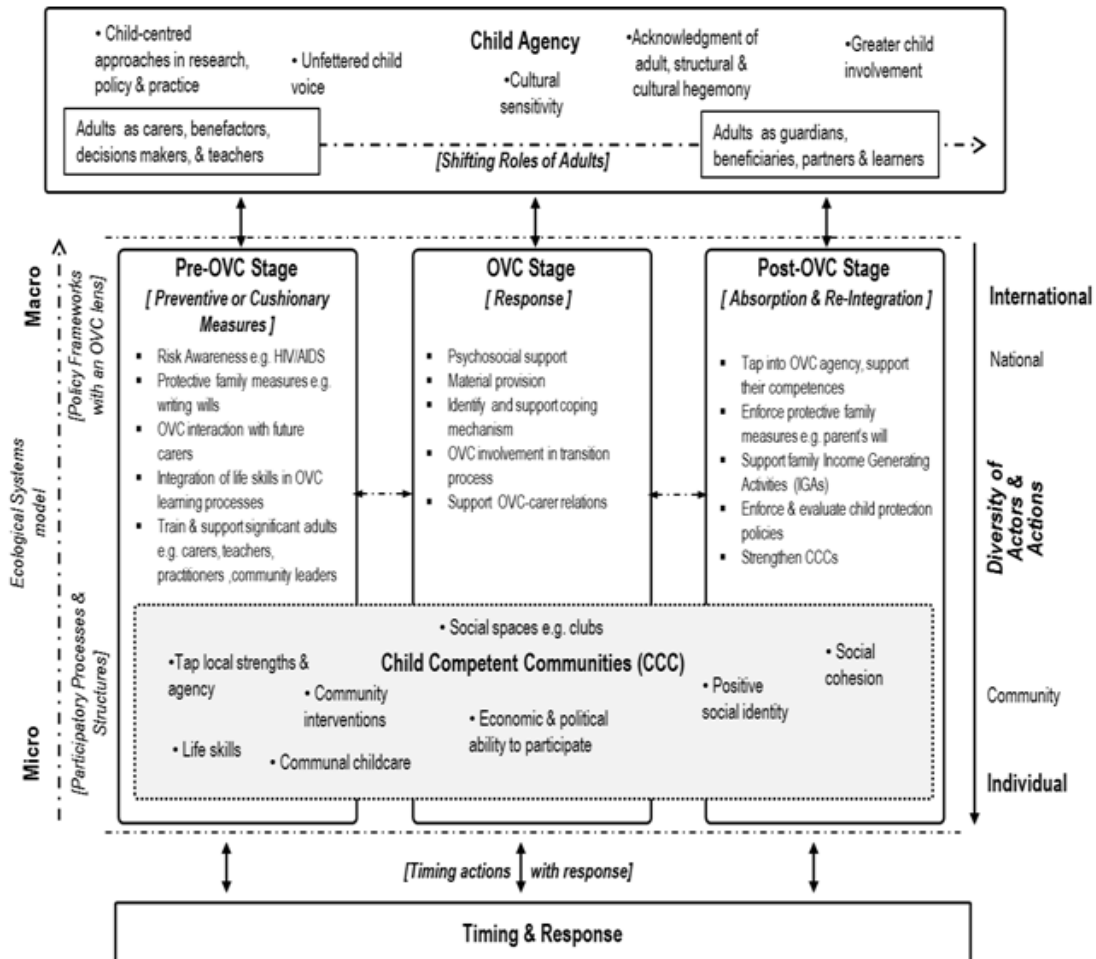 • Child-centred
approaches in research,
policy & practice
• Unfettered child
voice
Child Agency
•Cultural
sensitivity
•Acknowledgment of
adult, structural &
cultural hegemony
• Greater child
involvement
Adults as carers, benefactors,
decisions makers, & teachers
[Shifting Roles of Adults]
Adults as guardians,
beneficiaries, partners & learners
Macro
[Policy Frameworks
with an OVC lens]
Ecological Systems
model
[Participatory Processes &
Structures]
Micro
Pre-OVC Stage
[ Preventive or Cushionary
Measures ]
▪ Risk Awareness e.g. HIV/AIDS
▪ Protective family measures e.g.
writing wills
▪ OVC interaction with future
carers
▪ Integration of life skills in OVC
learning processes
▪ Train & support significant adults
e.g. carers, teachers,
practitioners ,community leaders
OVC Stage
[ Response ]
▪ Psychosocial support
▪ Material provision
▪ Identify and support coping
mechanism
▪ OVC involvement in transition
process
▪ Support OVC-carer relations
Post-OVC Stage
[ Absorption & Re-Integration ]
▪ Tap into OVC agency, support
their competences
▪ Enforce protective family
measures e.g. parent's will
▪ Support family Income Generating
Activities (IGAs)
▪ Enforce & evaluate child protection
policies
▪ Strengthen CCCs
International
National
Diversity of
Actors &
Actions
Community
Individual
• Social spaces e.g. clubs
Child Competent Communities (CCC)
•Tap local strengths &
agency
• Community
interventions
• Life skills
• Communal childcare
• Economic & political
ability to participate
• Positive
social identity
• Social
cohesion
[Timing actions with response]
Timing & Response